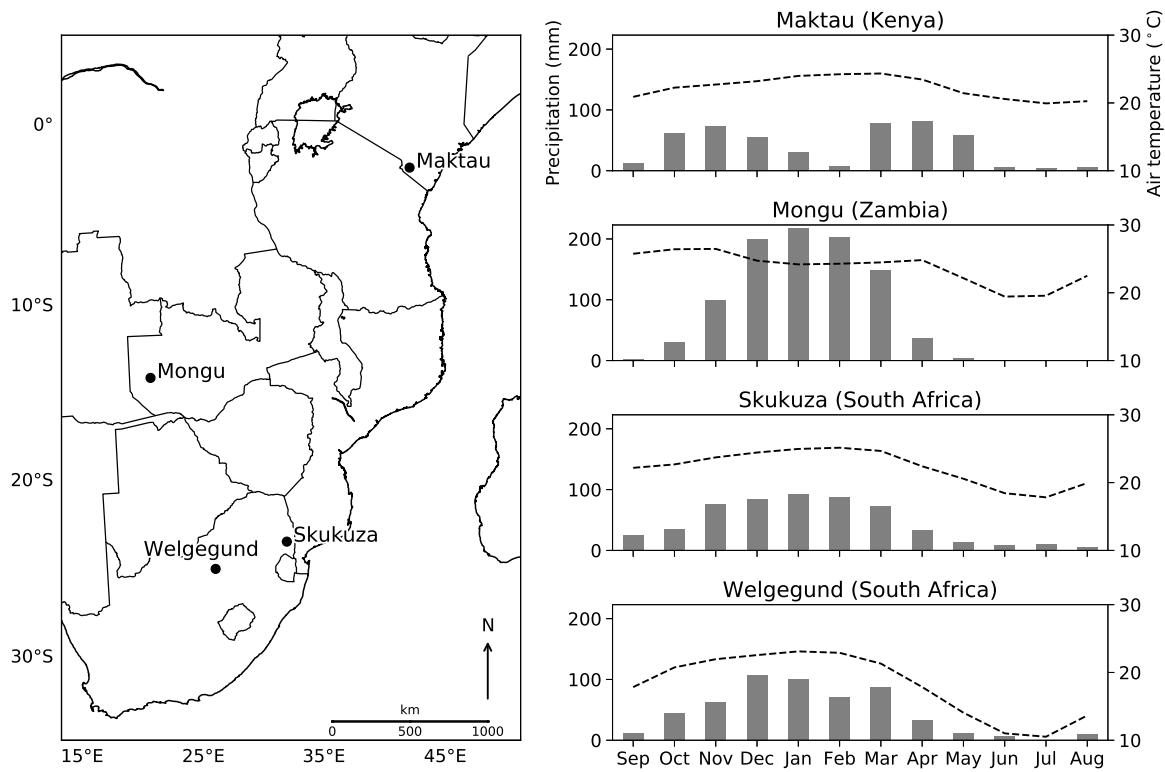 0°
10°S
20°S
30°S
15°E 25°E 35°E 45°E
Maktau
Mongu
Skukuza
Welgegund
N
km
0 500 1000
Maktau (Kenya)
Precipitation (mm)
Air temperature (°C)
200
100
0
30
20
10
Mongu (Zambia)
200
100
0
30
20
10
Skukuza (South Africa)
200
100
0
30
20
10
Welgegund (South Africa)
200
100
0
30
20
10
Sep Oct Nov Dec Jan Feb Mar Apr May Jun Jul Aug